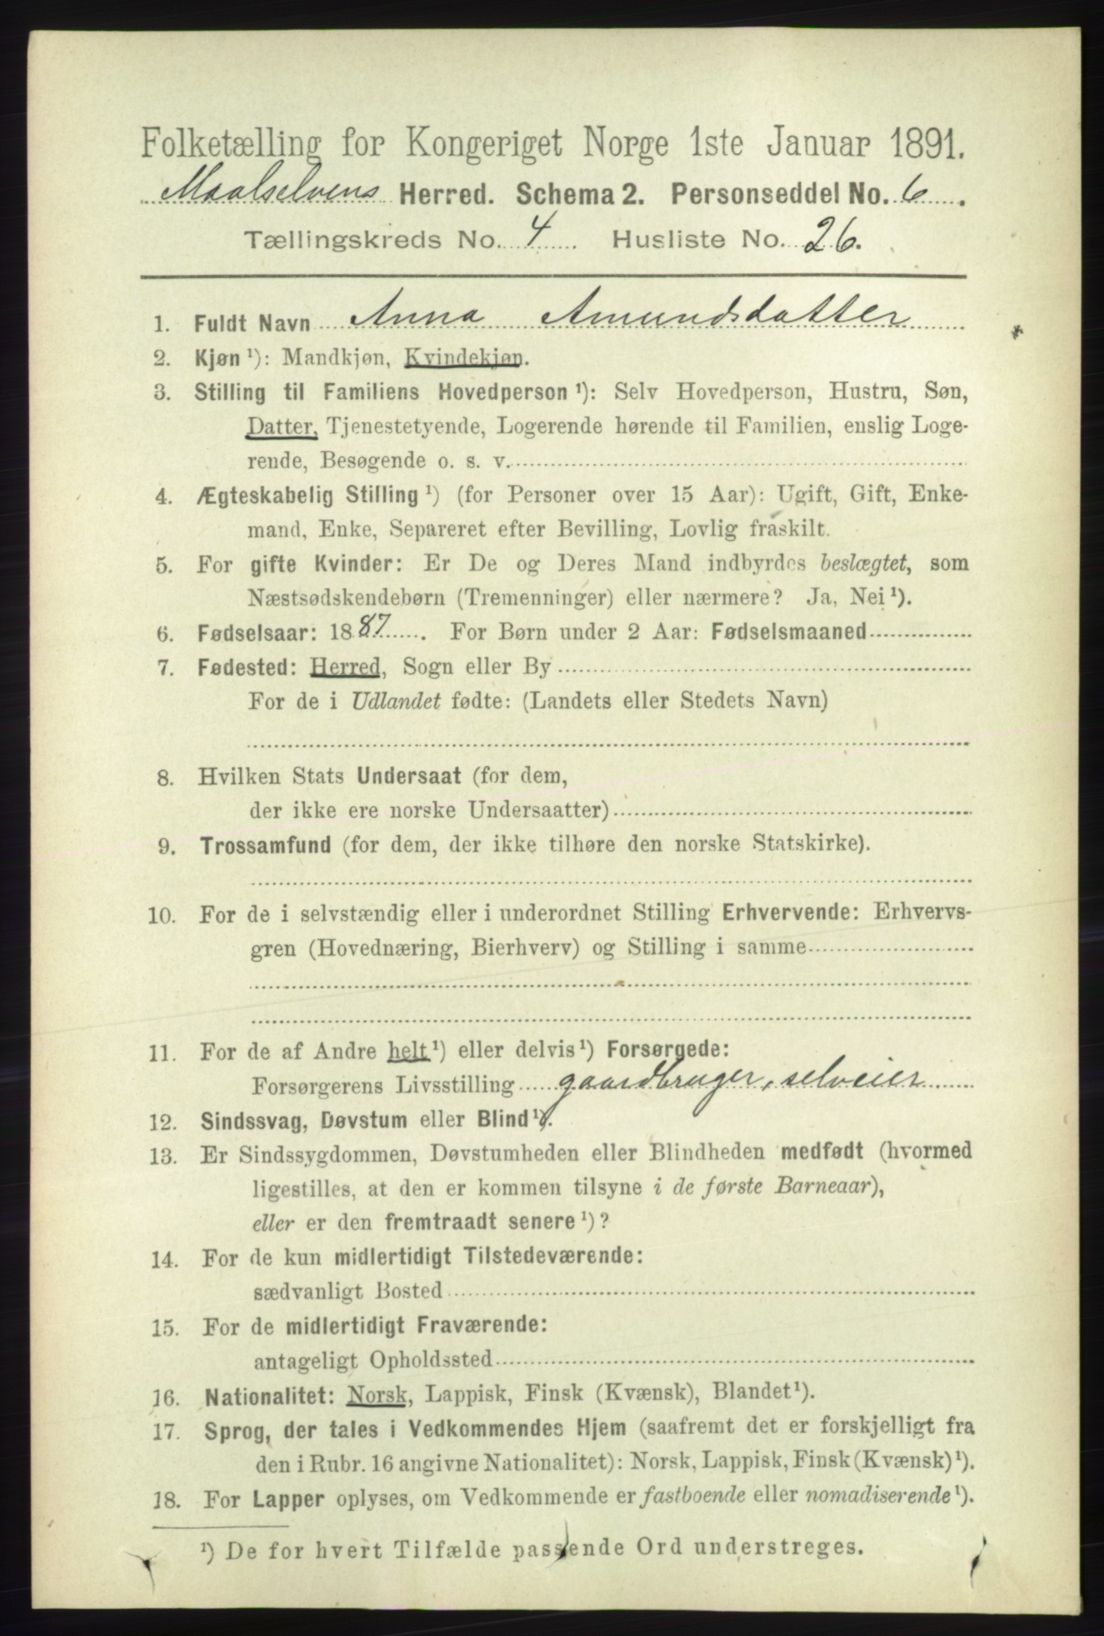 Folketælling for Kongeriget Norge 1ste Januar 1891.
Maalselvens Herred. Schema 2. Personseddel No. 6.
Tællingskreds No. 4 Husliste No. 26.
1. Fuldt Navn Anna Amundsdatter
2. Kjøn ¹): Mandkjøn, Kvindekjøn.
3. Stilling til Familiens Hovedperson ¹): Selv Hovedperson, Hustru, Søn,
Datter, Tjenestetyende, Logerende hørende til Familien, enslig Loge-
rende, Besøgende o. s. v.
4. Ægteskabelig Stilling ¹) (for Personer over 15 Aar): Ugift, Gift, Enke-
mand, Enke, Separeret efter Bevilling, Lovlig fraskilt.
5. For gifte Kvinder: Er De og Deres Mand indbyrdes beslægtet, som
Næstsødskendebørn (Tremenninger) eller nærmere? Ja, Nei ¹).
6. Fødselsaar: 1887. For Børn under 2 Aar: Fødselsmaaned
7. Fødested: Herred, Sogn eller By
For de i Udlandet fødte: (Landets eller Stedets Navn)
8. Hvilken Stats Undersaat (for dem,
der ikke ere norske Undersaatter)
9. Trossamfund (for dem, der ikke tilhøre den norske Statskirke).
10. For de i selvstændig eller i underordnet Stilling Erhvervende: Erhvervs-
gren (Hovednæring, Bierhverv) og Stilling i samme
11. For de af Andre helt ¹) eller delvis ¹) Forsørgede:
Forsørgerens Livsstilling gaardbruger, selveier
12. Sindssvag, Døvstum eller Blind ¹).
13. Er Sindssygdommen, Døvstumheden eller Blindheden medfødt (hvormed
ligestilles, at den er kommen tilsyne i de første Barneaar),
eller er den fremtraadt senere ¹)?
14. For de kun midlertidigt Tilstedeværende:
sædvanligt Bosted
15. For de midlertidigt Fraværende:
antageligt Opholdssted
16. Nationalitet: Norsk, Lappisk, Finsk (Kvænsk), Blandet ¹).
17. Sprog, der tales i Vedkommendes Hjem (saafremt det er forskjelligt fra
den i Rubr. 16 angivne Nationalitet): Norsk, Lappisk, Finsk (Kvænsk) ¹).
18. For Lapper oplyses, om Vedkommende er fastboende eller nomadiserende ¹).
¹) De for hvert Tilfælde passende Ord understreges.